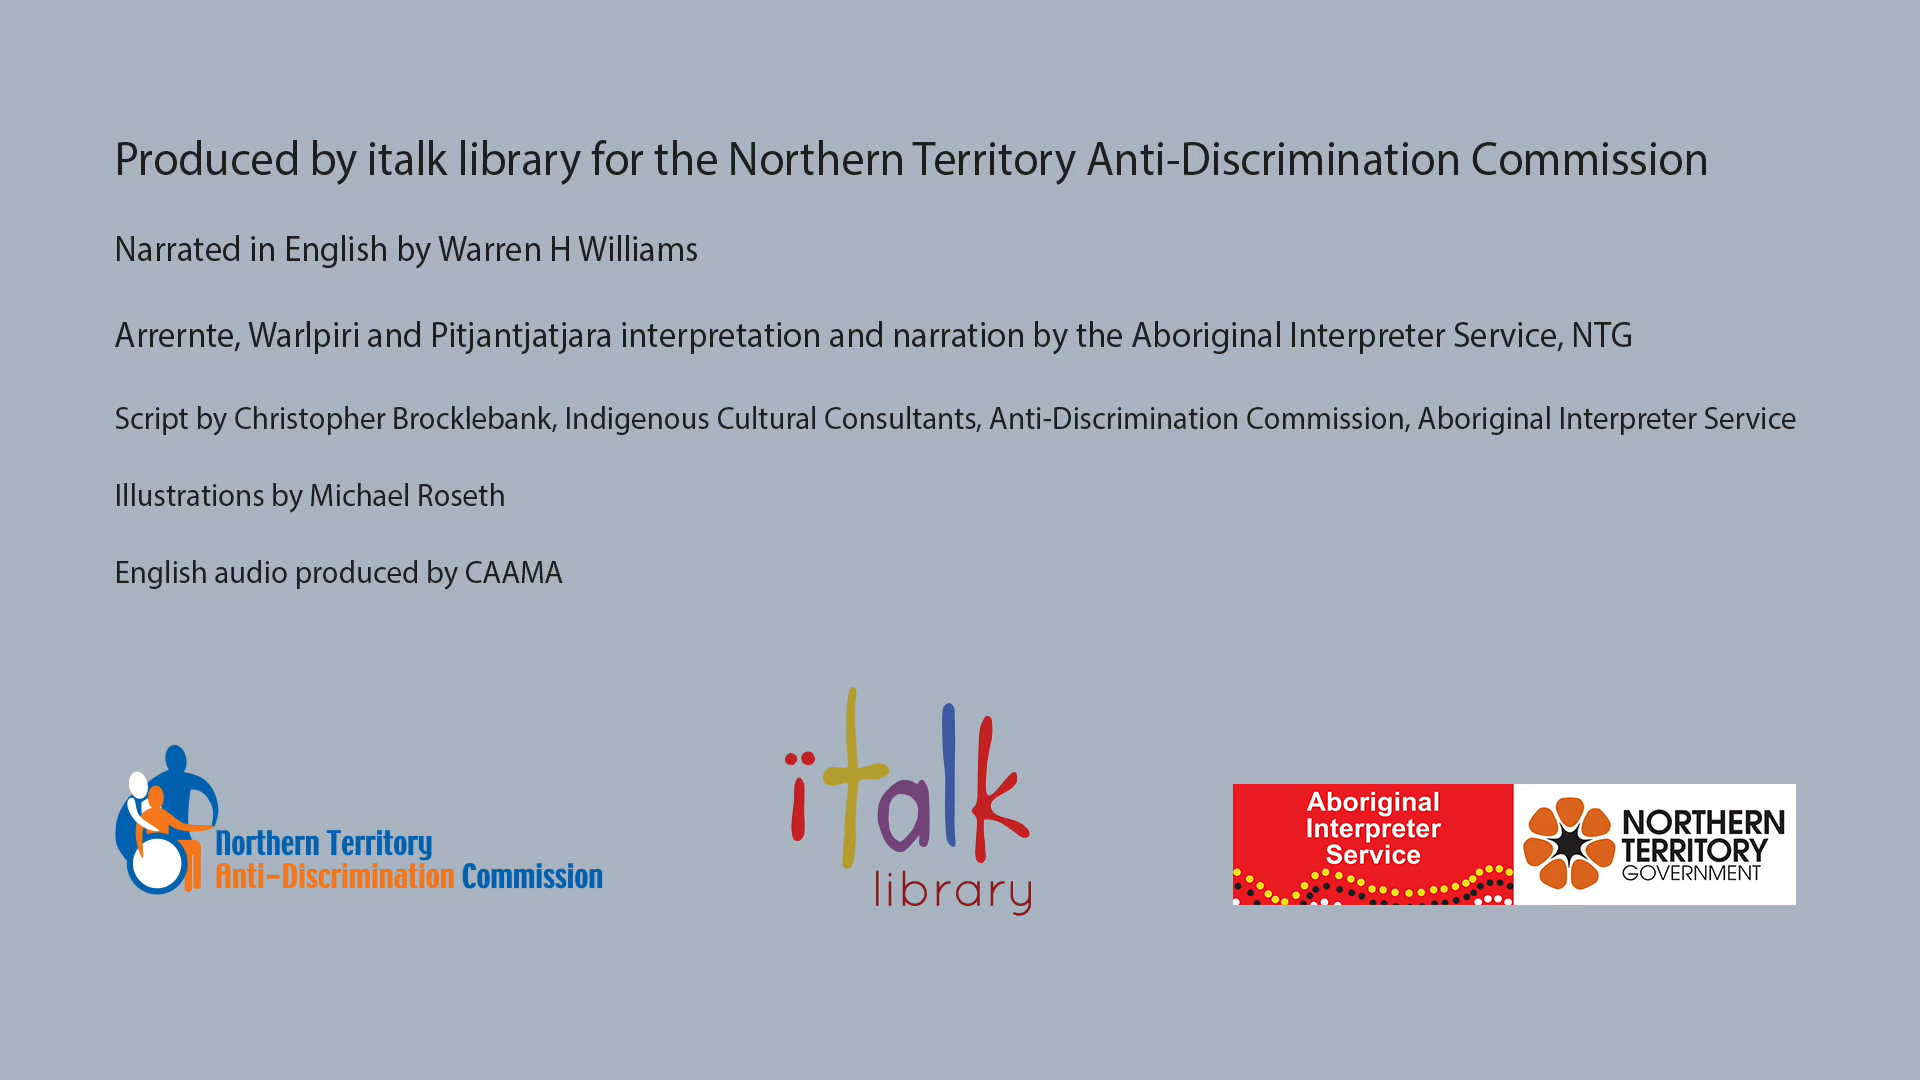 Produced by italk library for the Northern Territory Anti-Discrimination Commission
Narrated in English by Warren H Williams
Arrernte, Warlpiri and Pitjantjatjara interpretation and narration by the Aboriginal Interpreter Service, NTG
Script by Christopher Brocklebank, Indigenous Cultural Consultants, Anti-Discrimination Commission, Aboriginal Interpreter Service
Illustrations by Michael Roseth
English audio produced by CAAMA
Northern Territory
Anti-Discrimination Commission
ïtalk
library
Aboriginal
Interpreter
Service
NORTHERN
TERRITORY
GOVERNMENT